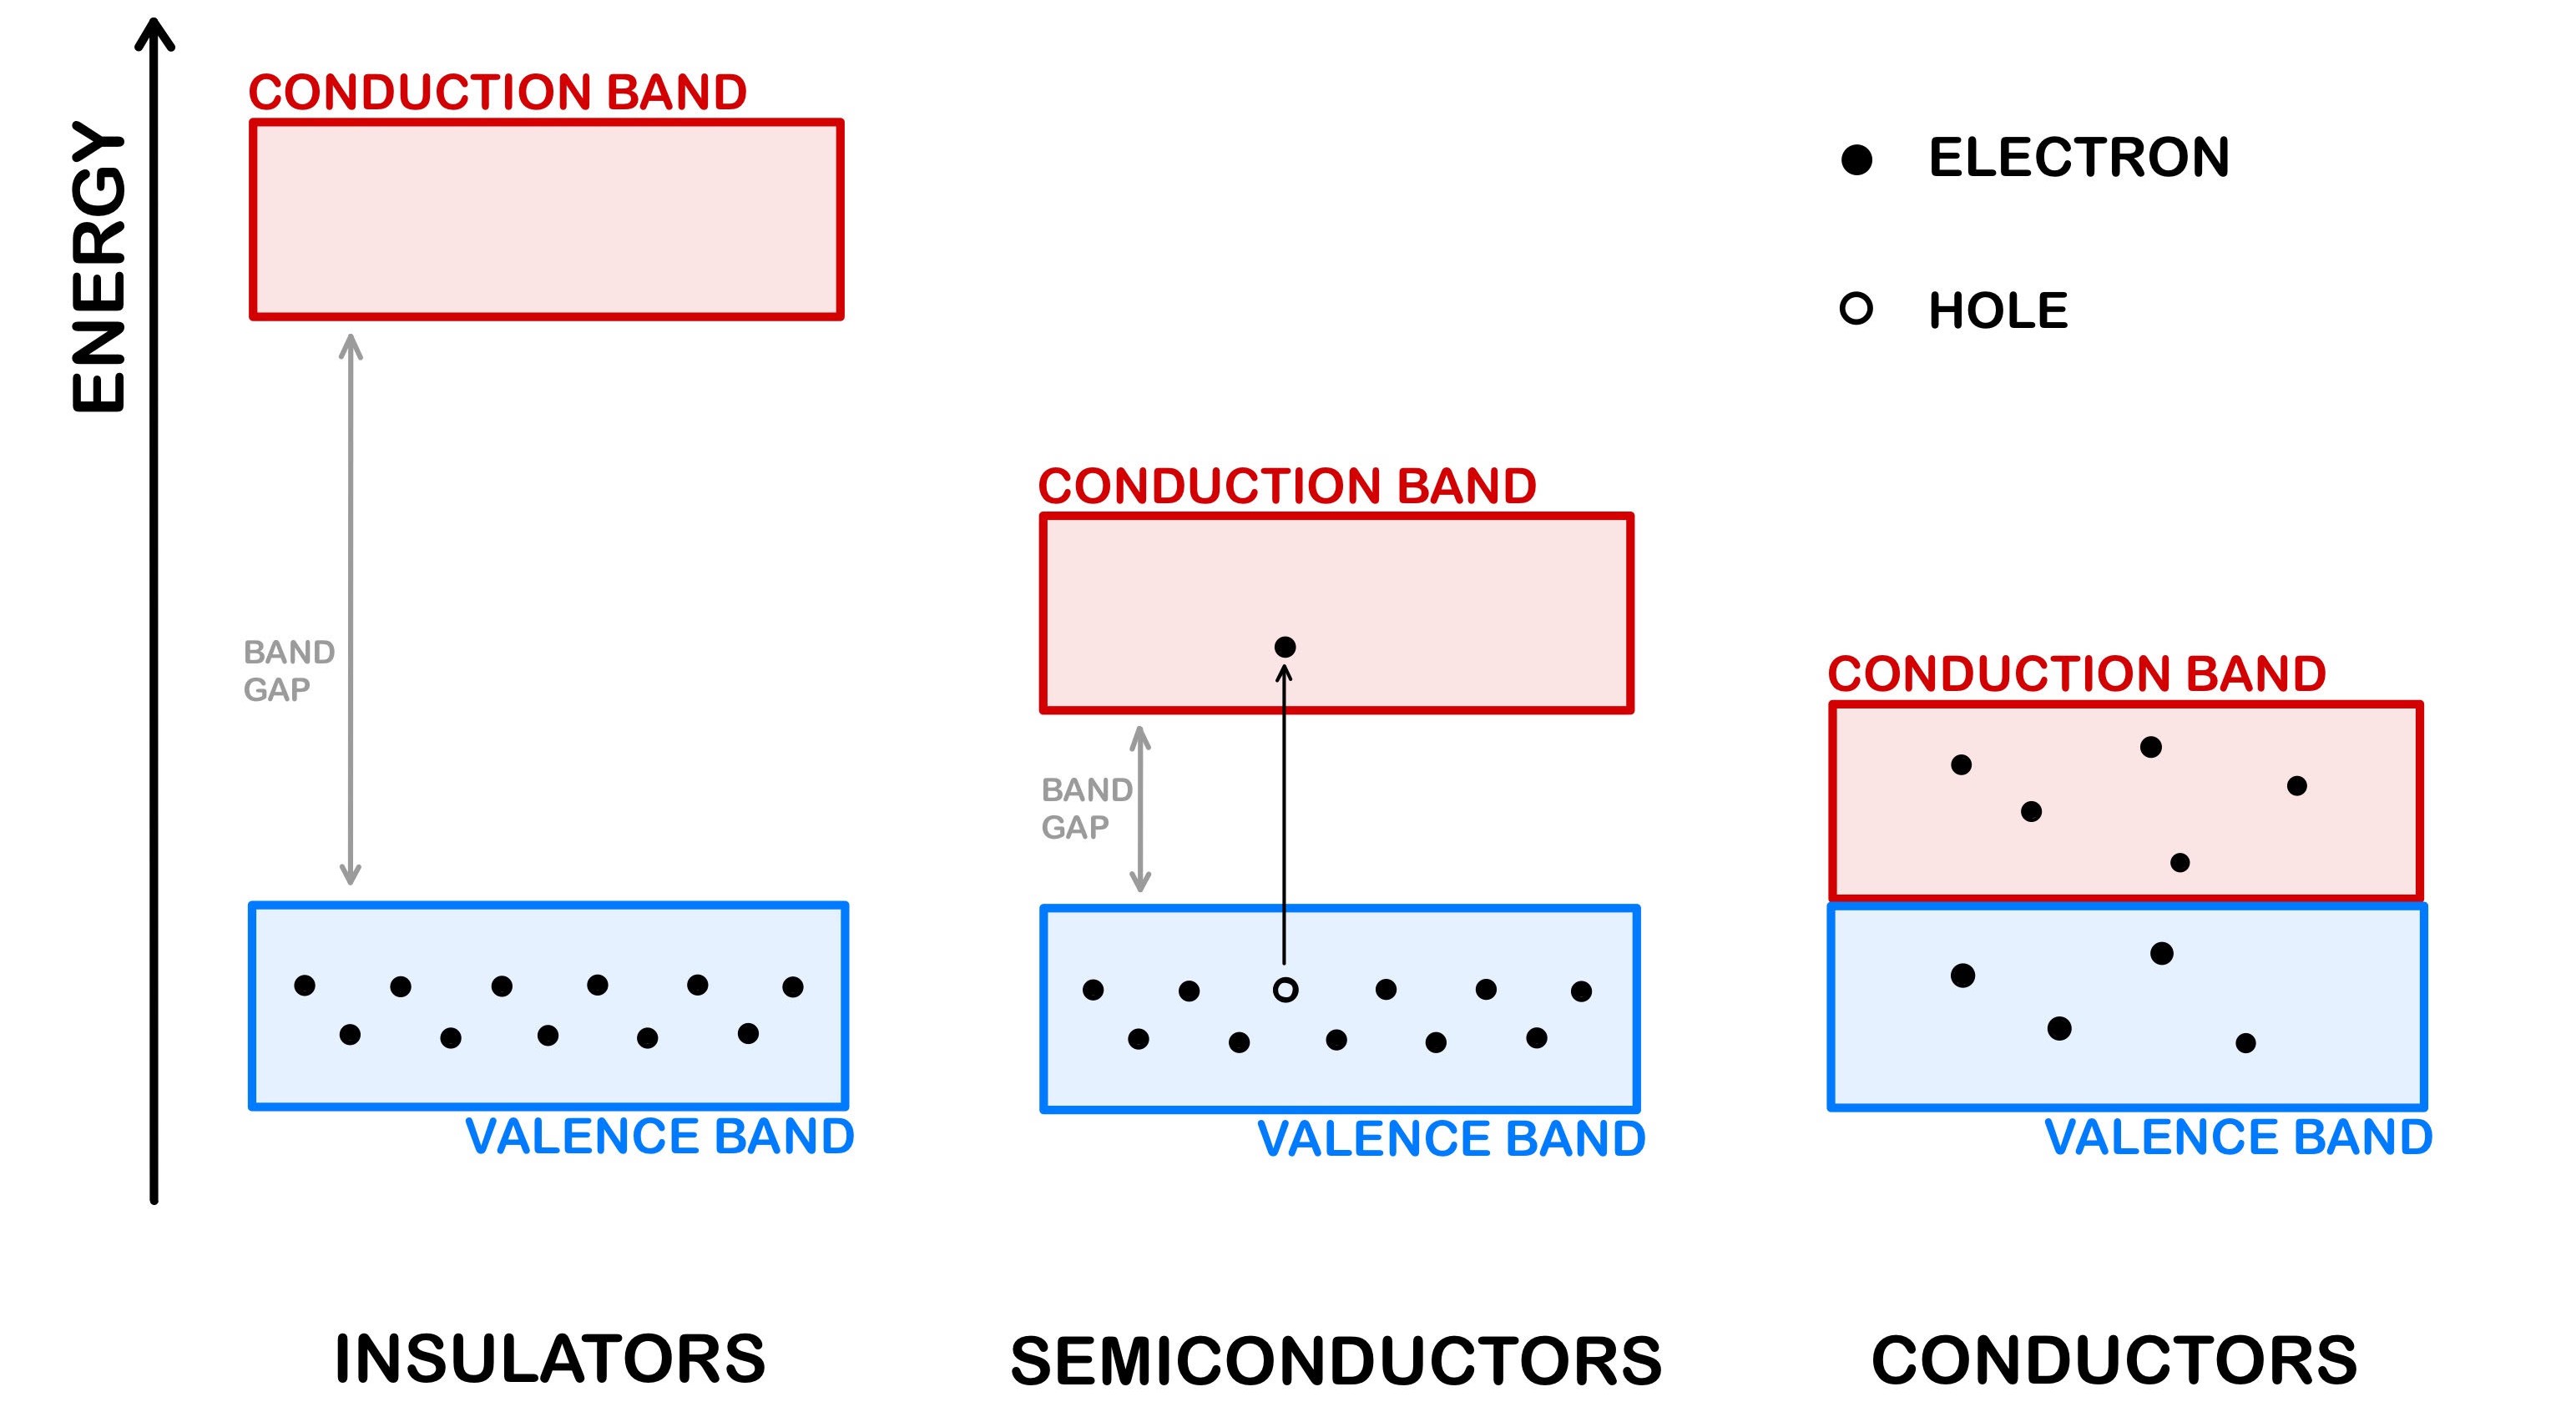 ENERGY
CONDUCTION BAND
BAND
GAP
VALENCE BAND
INSULATORS
CONDUCTION BAND
BAND
GAP
VALENCE BAND
SEMICONDUCTORS
ELECTRON
HOLE
CONDUCTION BAND
VALENCE BAND
CONDUCTORS